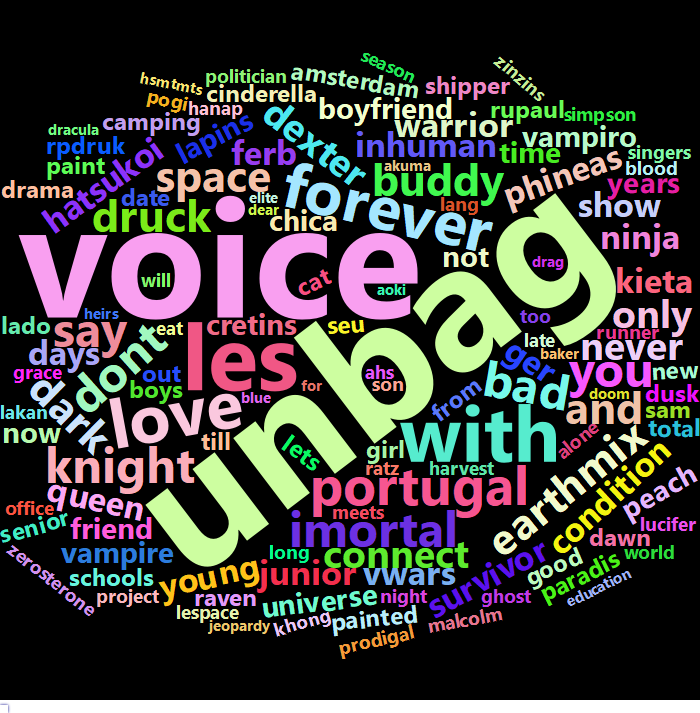 season
zinzins
hsmtmts
politician
amsterdam
shipper
pogi
cinderella
hanap
boyfriend
rupaul
simpson
dracula
camping
lapins
dexter
warrior
vampiro
rpdruk
ferb
inhuman
time
singers
paint
hatsukoi
space
forever
akuma
buddy
phineas
blood
years
drama
date
elite
dear
lang
druck
chica
show
voice
not
ninja
will
cat
aoki
unbag
drag
kieta
heirs
lado
say
eat
cretins
seu
too
only
runner
late
never
days
dont
les
ger
baker
grace
out
boys
blue
for
ahs
son
from
bad
you
new
doom
dusk
lakan
dark
love
and
sam
now
till
lets
girl
with
alone
total
knight
ratz
harvest
earthmix
queen
portugal
condition
peach
office
meets
senior
friend
imortal
lucifer
vampire
long
connect
dawn
world
zerosterone
schools
young
junior
vwars
survivor
good
paradis
education
project
raven
universe
night
ghost
lespace
khong
painted
malcolm
jeopardy
prodigal